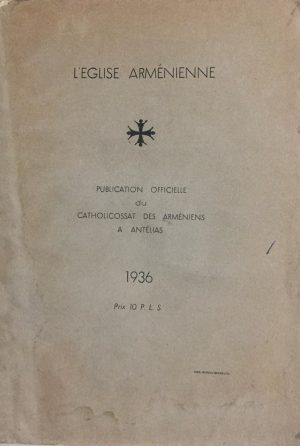 L'EGLISE ARMÉNIENNE
PUBLICATION OFFICIELLE
du
CATHOLICOSSAT DES ARMÉNIENS
A ANTÉLIAS
1936
Prix 10 P. L. S.